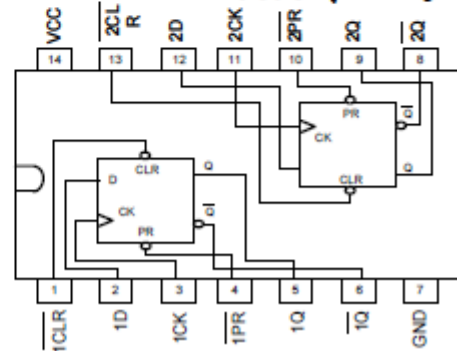 VCC
2CL
R
2D
2CK
2PR
2Q
2Q
14
13
12
11
10
9
8
PR
Q
CK
CLR
Q
CLR
D
Q
CK
Q
PR
1
2
3
4
5
6
7
1CLR
1D
1CK
1PR
1Q
1Q
GND